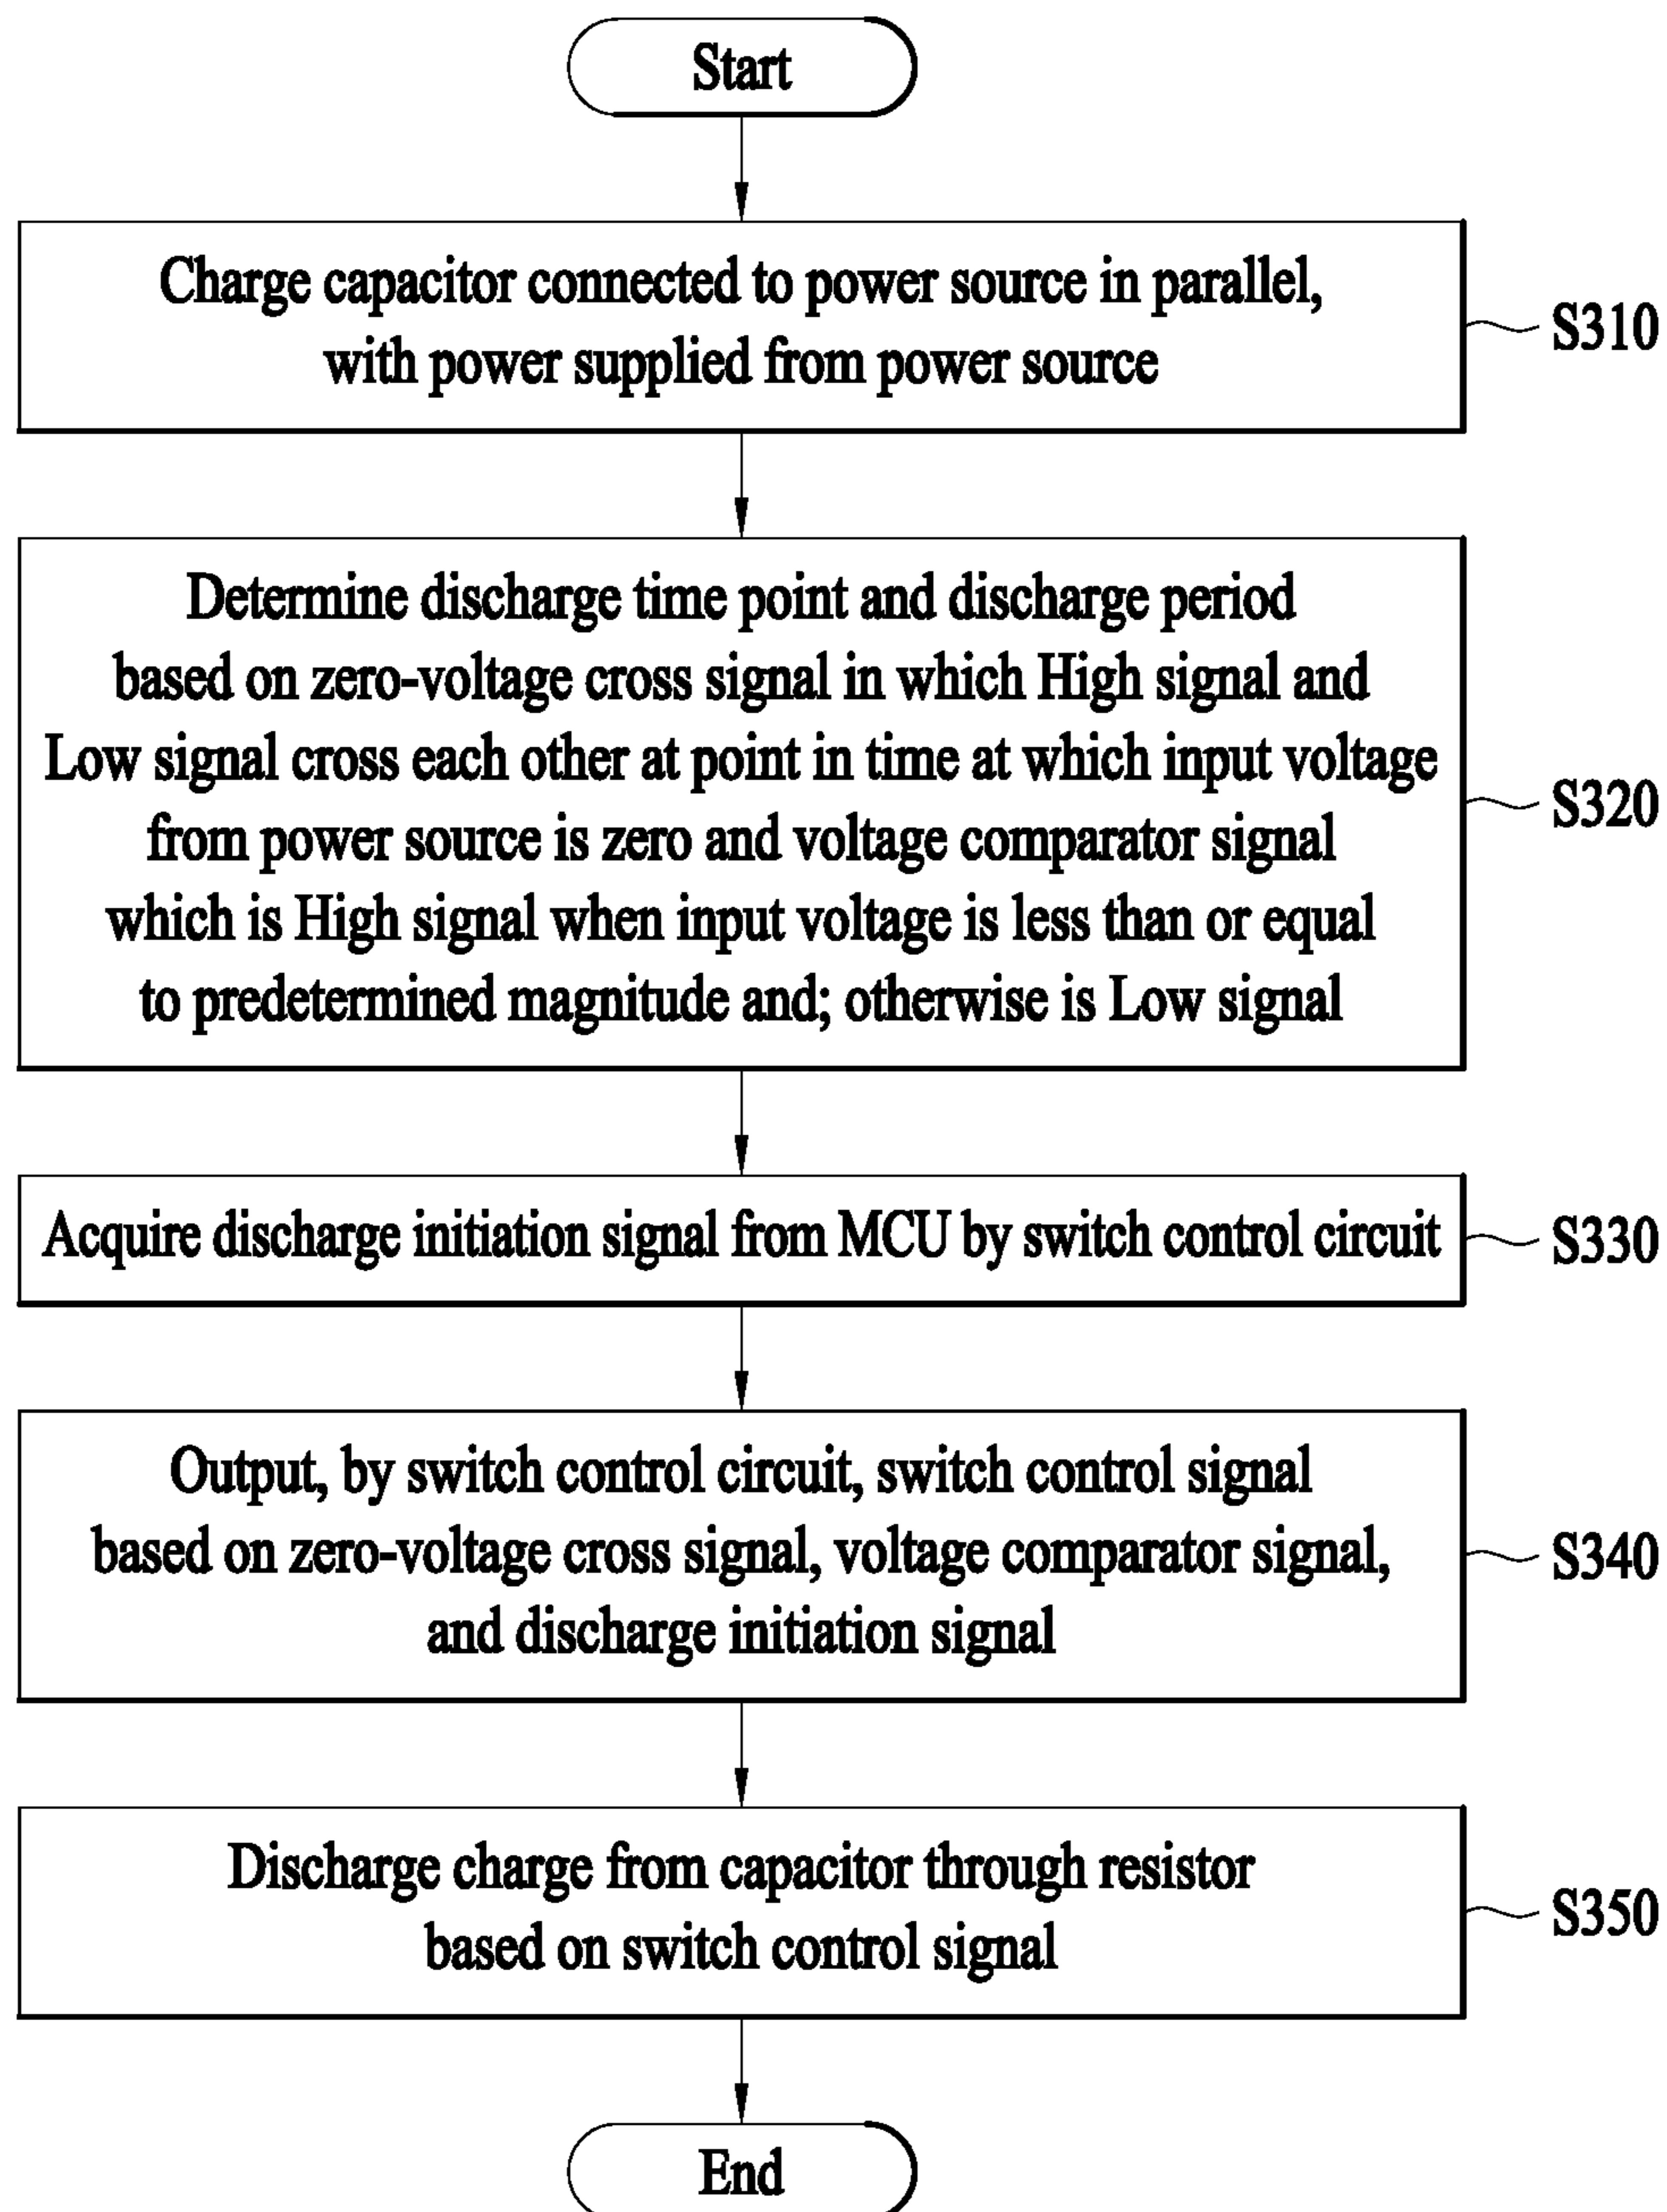 Start
Charge capacitor connected to power source in parallel,
with power supplied from power source
S310
Determine discharge time point and discharge period
based on zero-voltage cross signal in which High signal and
Low signal cross each other at point in time at which input voltage
from power source is zero and voltage comparator signal
which is High signal when input voltage is less than or equal
to predetermined magnitude and; otherwise is Low signal
S320
Acquire discharge initiation signal from MCU by switch control circuit
S330
Output, by switch control circuit, switch control signal
based on zero-voltage cross signal, voltage comparator signal,
and discharge initiation signal
S340
Discharge charge from capacitor through resistor
based on switch control signal
S350
End